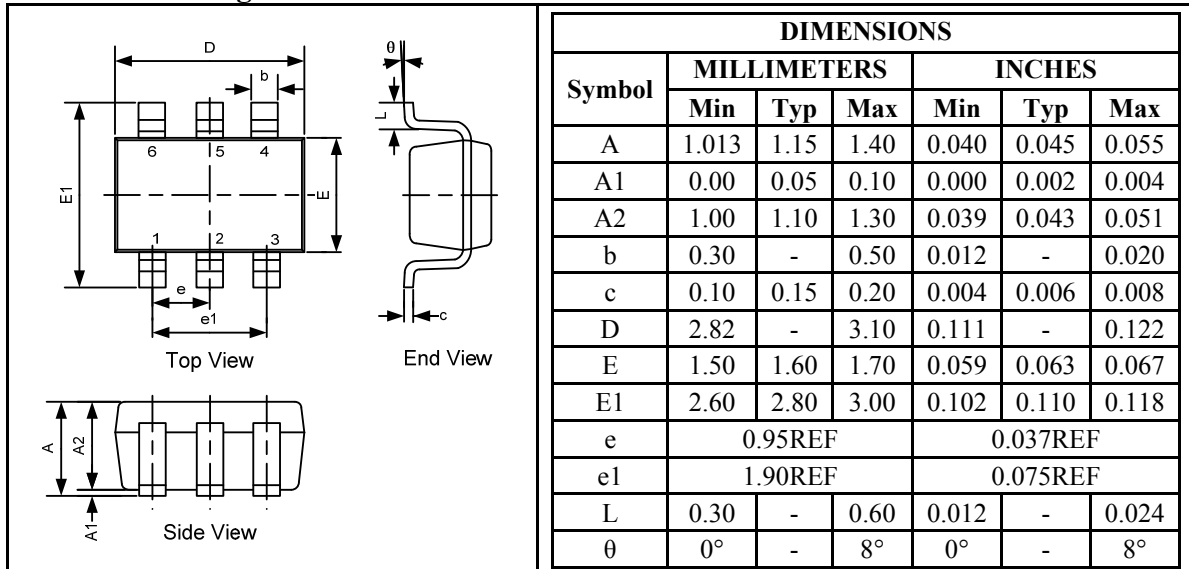 D
b
θ
L
6 5 4
E1
E
1 2 3
e
e1
c
Top View
End View
A
A2
A1
Side View
DIMENSIONS
Symbol MILLIMETERS INCHES
Min Typ Max Min Typ Max
A 1.013 1.15 1.40 0.040 0.045 0.055
A1 0.00 0.05 0.10 0.000 0.002 0.004
A2 1.00 1.10 1.30 0.039 0.043 0.051
b 0.30 - 0.50 0.012 - 0.020
c 0.10 0.15 0.20 0.004 0.006 0.008
D 2.82 - 3.10 0.111 - 0.122
E 1.50 1.60 1.70 0.059 0.063 0.067
E1 2.60 2.80 3.00 0.102 0.110 0.118
e 0.95REF 0.037REF
e1 1.90REF 0.075REF
L 0.30 - 0.60 0.012 - 0.024
θ 0° - 8° 0° - 8°